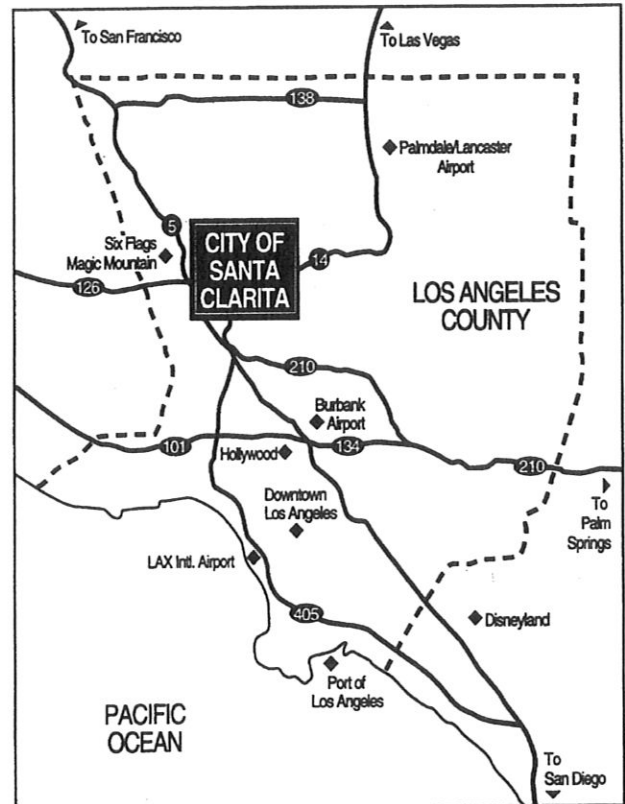 To San Francisco
To Las Vegas
138
Palmdale/Lancaster
Airport
5
CITY OF
SANTA
CLARITA
Six Flags
Magic Mountain
14
126
LOS ANGELES
COUNTY
210
Burbank
Airport
101
134
Hollywood
210
Downtown
Los Angeles
To
Palm
Springs
LAX Intl. Airport
405
Disneyland
Port of
Los Angeles
PACIFIC
OCEAN
To
San Diego